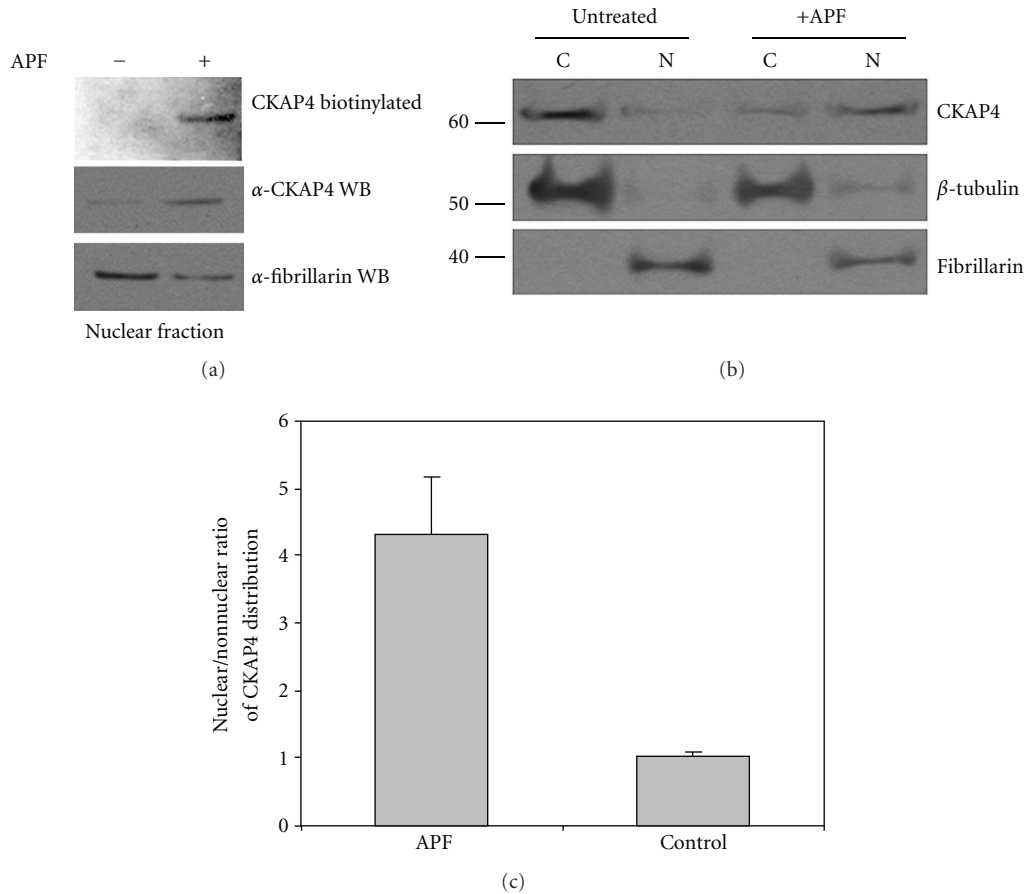 APF − +
CKAP4 biotinylated
α-CKAP4 WB
α-fibrillarin WB
Nuclear fraction
(a)
Untreated +APF
C N C N
60 CKAP4
50 β-tubulin
40 Fibrillarin
(b)
6
5
4
3
2
1
0
Nuclear/nonnuclear ratio
of CKAP4 distribution
APF Control
(c)